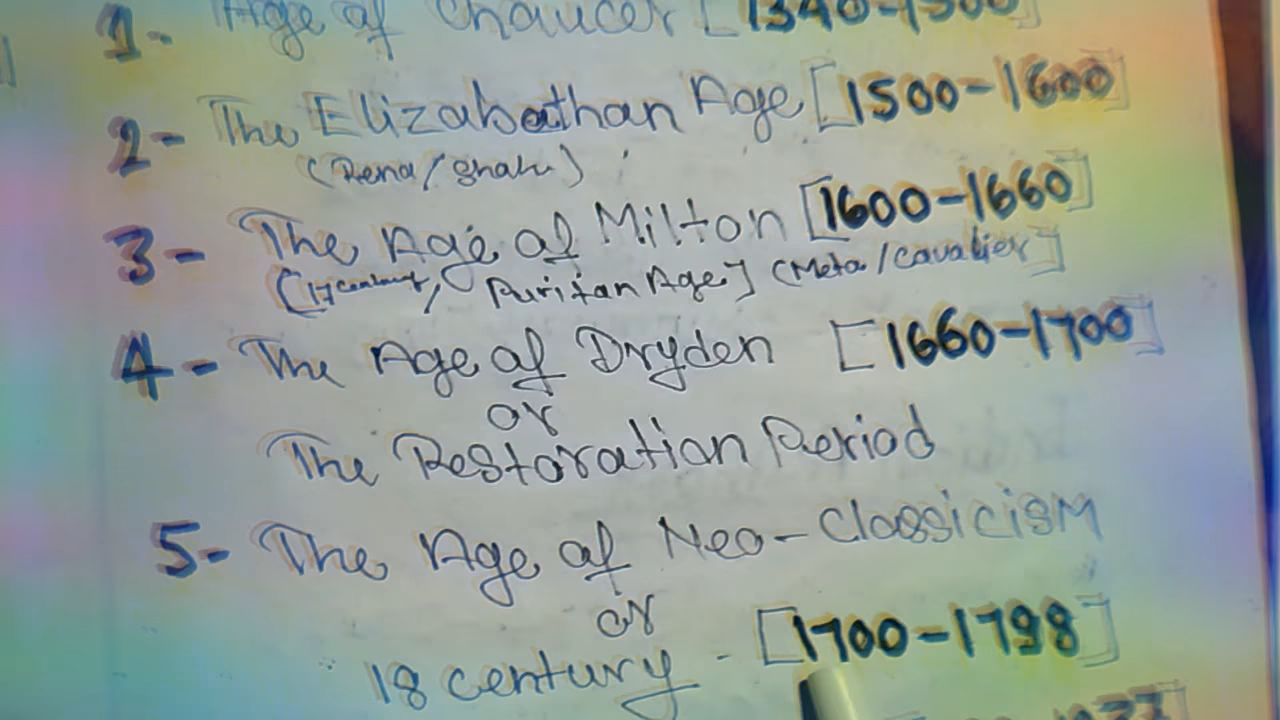 1- Age of Chaucer [1340-1500]
2- The Elizabethan Age [1500-1600]
(Rena/Shak)
3- The Age of Milton [1600-1660]
[17 century, Puritan Age] (Meta/cavalier]
4- The Age of Dryden [1660-1700]
or
The Restoration Period
5- The Age of Neo-Classicism
or
18 century - [1700-1798]